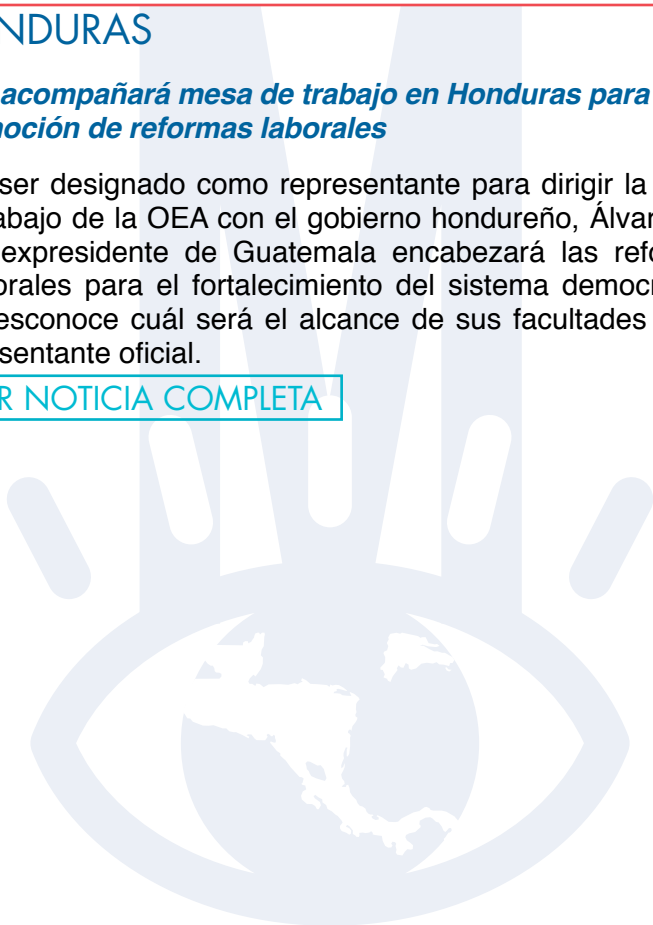 NDURAS
acompañará mesa de trabajo en Honduras para
noción de reformas laborales
ser designado como representante para dirigir la
abajo de la OEA con el gobierno hondureño, Álvar
expresidente de Guatemala encabezará las refo
orales para el fortalecimiento del sistema democr
esconoce cuál será el alcance de sus facultades
sentante oficial.
R NOTICIA COMPLETA